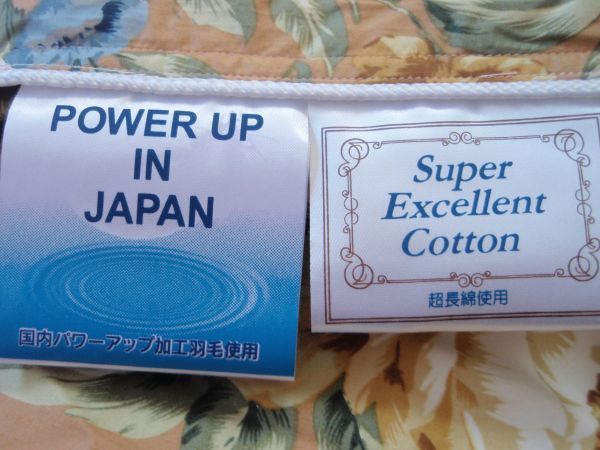 POWER UP
IN
JAPAN
国内パワーアップ加工羽毛使用
Super
Excellent
Cotton
超長綿使用